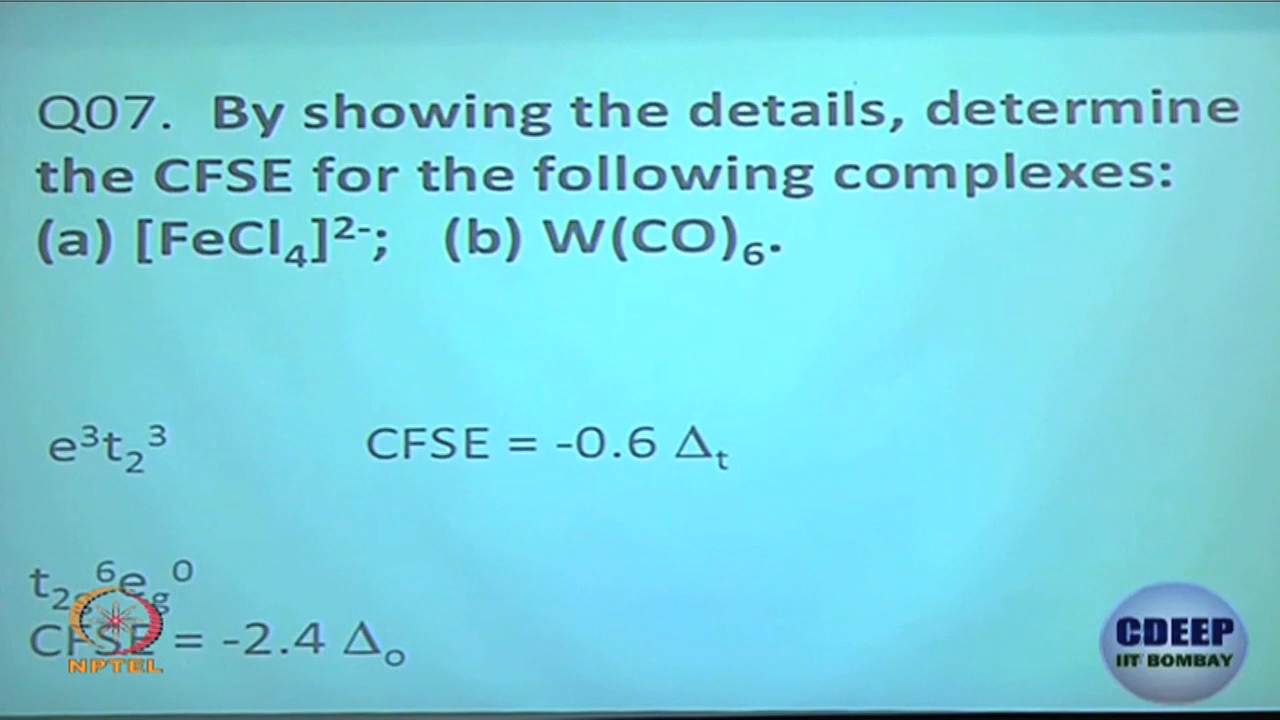 Q07. By showing the details, determine
the CFSE for the following complexes:
(a) [FeCl₄]²⁻; (b) W(CO)₆.
e³t₂³ CFSE = -0.6 Δₜ
t₂g⁶eg⁰
CFSE = -2.4 Δₒ
NPTEL
CDEEP
IIT BOMBAY